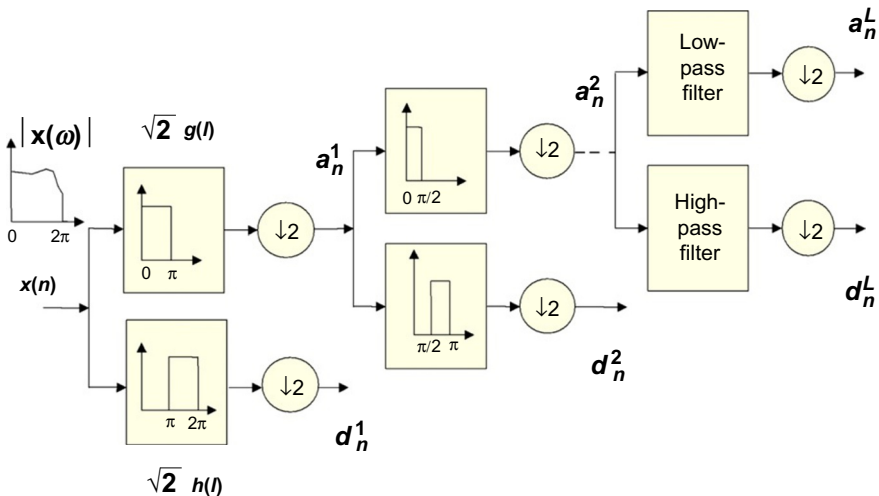 |x(ω)|
0 2π
x(n)
√2 g(l)
0 π
↓2
a_n^1
π 2π
↓2
d_n^1
√2 h(l)
0 π/2
↓2
a_n^2
π/2 π
↓2
d_n^2
Low-
pass
filter
↓2
a_n^L
High-
pass
filter
↓2
d_n^L